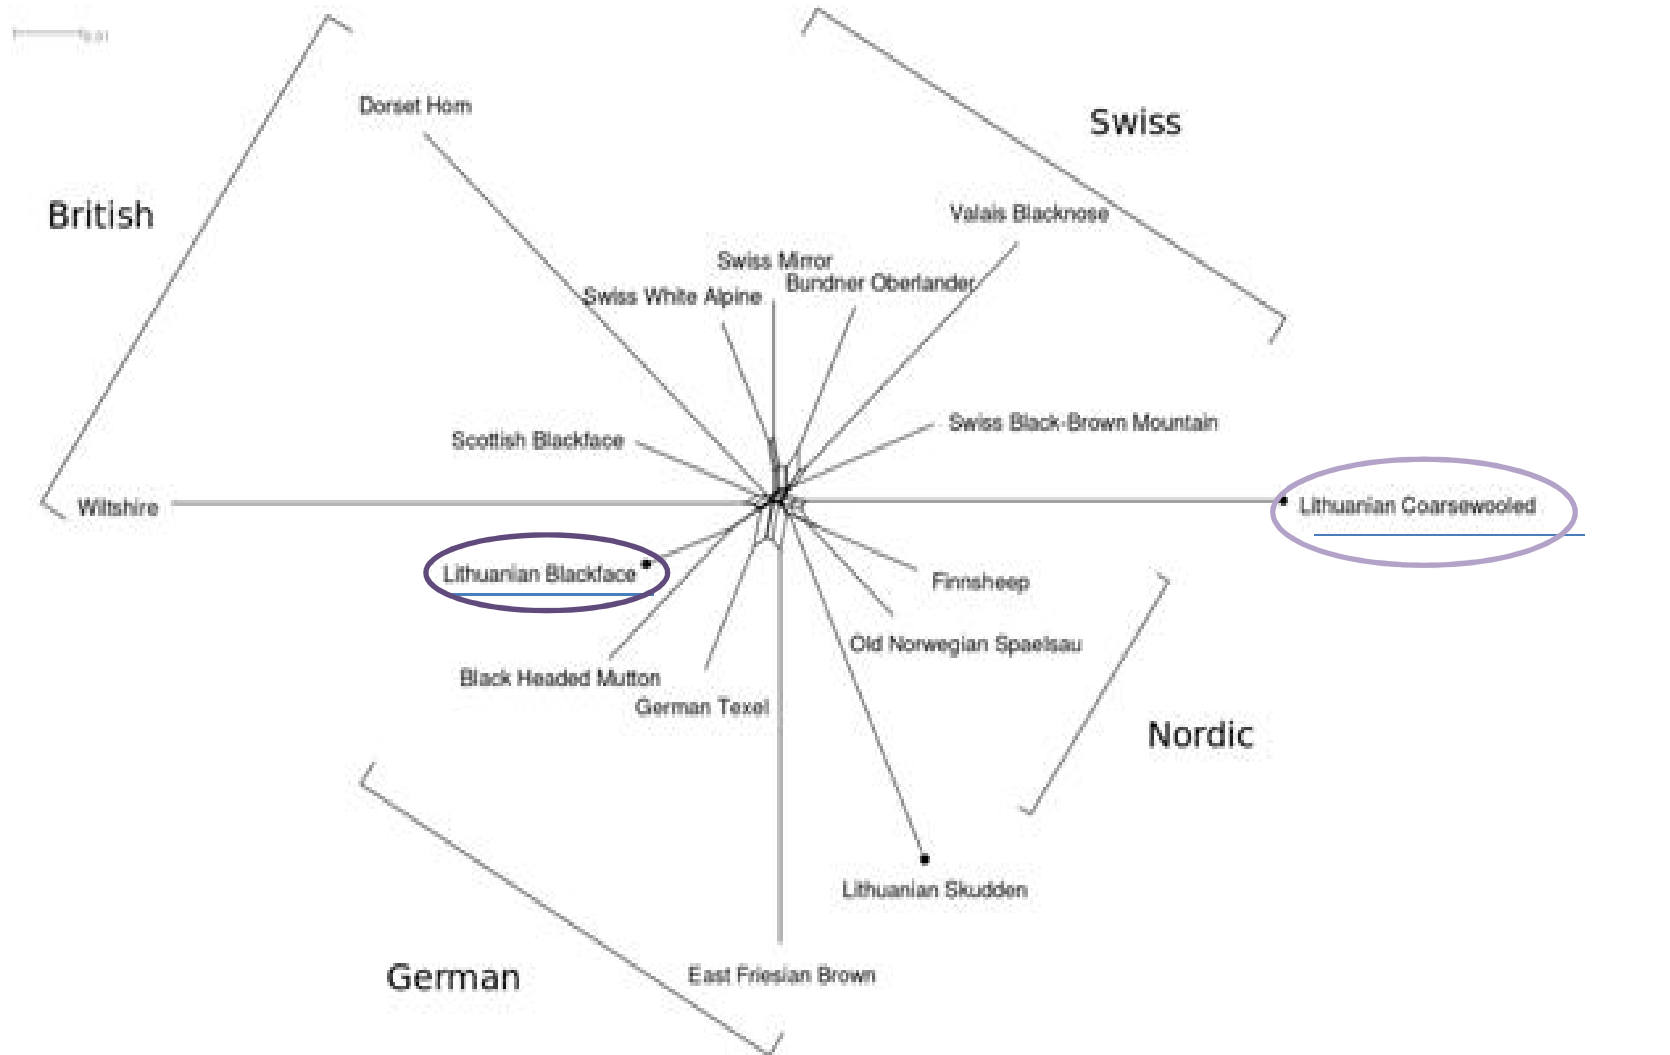 0.01
Dorset Horn
Swiss
British
Valais Blacknose
Swiss Mirror
Bundner Oberlander
Swiss White Alpine
Swiss Black-Brown Mountain
Scottish Blackface
Wiltshire
Lithuanian Coarsewooled
Lithuanian Blackface
Finnsheep
Old Norwegian Spaelsau
Black Headed Mutton
German Texel
Nordic
Lithuanian Skudden
German
East Friesian Brown